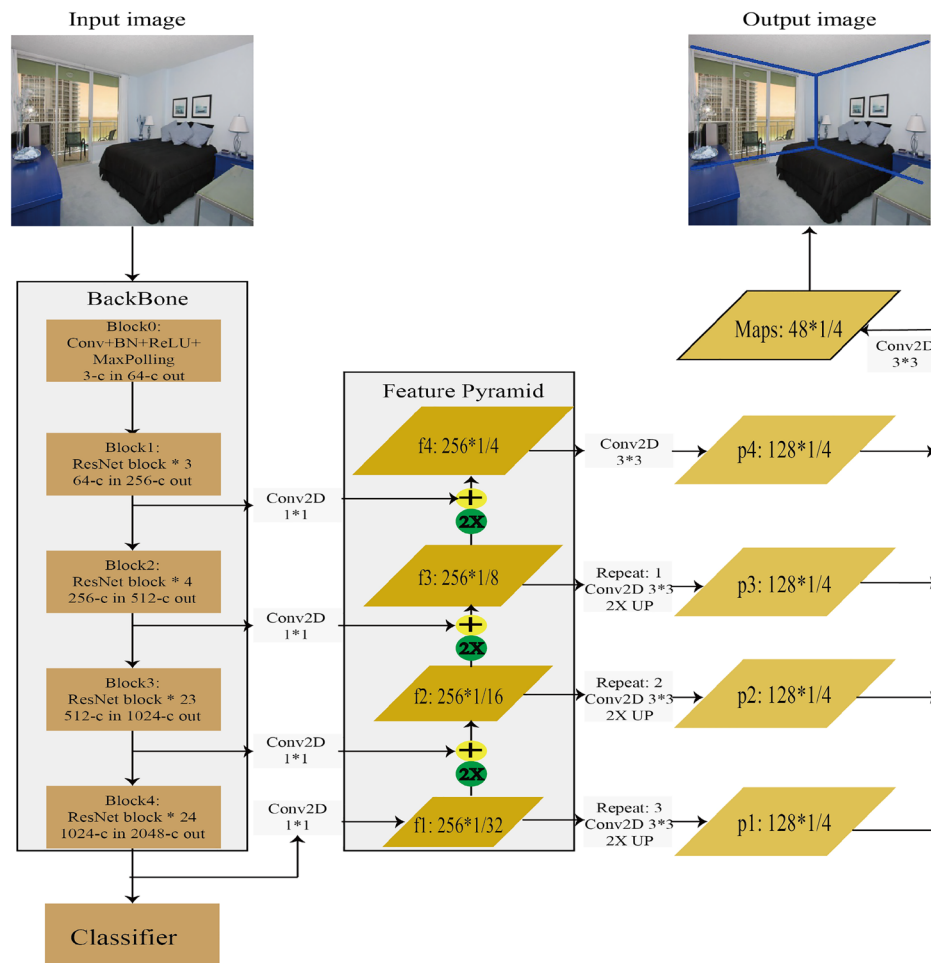 Input image
Output image
BackBone
Block0:
Conv+BN+ReLU+
MaxPolling
3-c in 64-c out
Block1:
ResNet block * 3
64-c in 256-c out
Block2:
ResNet block * 4
256-c in 512-c out
Block3:
ResNet block * 23
512-c in 1024-c out
Block4:
ResNet block * 24
1024-c in 2048-c out
Classifier
Conv2D
1*1
Conv2D
1*1
Conv2D
1*1
Conv2D
1*1
Feature Pyramid
f4: 256*1/4
+
2X
f3: 256*1/8
+
2X
f2: 256*1/16
+
2X
f1: 256*1/32
Conv2D
3*3
Repeat: 1
Conv2D 3*3
2X UP
Repeat: 2
Conv2D 3*3
2X UP
Repeat: 3
Conv2D 3*3
2X UP
Maps: 48*1/4
Conv2D
3*3
p4: 128*1/4
p3: 128*1/4
p2: 128*1/4
p1: 128*1/4